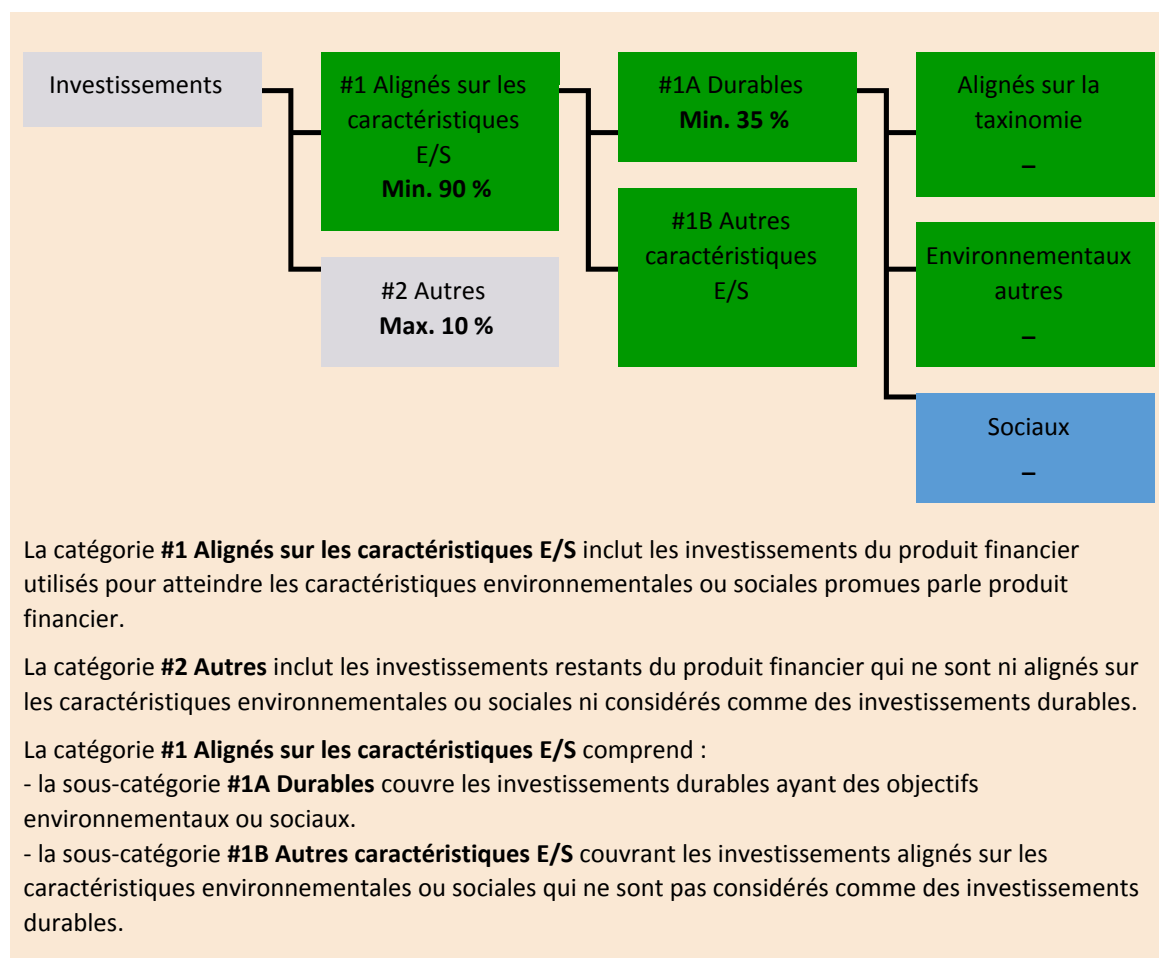 Investissements
#1 Alignés sur les
caractéristiques
E/S
Min. 90 %
#2 Autres
Max. 10 %
#1A Durables
Min. 35 %
#1B Autres
caractéristiques
E/S
Alignés sur la
taxinomie
–
Environnementaux
autres
–
Sociaux
–
La catégorie #1 Alignés sur les caractéristiques E/S inclut les investissements du produit financier
utilisés pour atteindre les caractéristiques environnementales ou sociales promues parle produit
financier.
La catégorie #2 Autres inclut les investissements restants du produit financier qui ne sont ni alignés sur
les caractéristiques environnementales ou sociales ni considérés comme des investissements durables.
La catégorie #1 Alignés sur les caractéristiques E/S comprend :
- la sous-catégorie #1A Durables couvre les investissements durables ayant des objectifs
environnementaux ou sociaux.
- la sous-catégorie #1B Autres caractéristiques E/S couvrant les investissements alignés sur les
caractéristiques environnementales ou sociales qui ne sont pas considérés comme des investissements
durables.